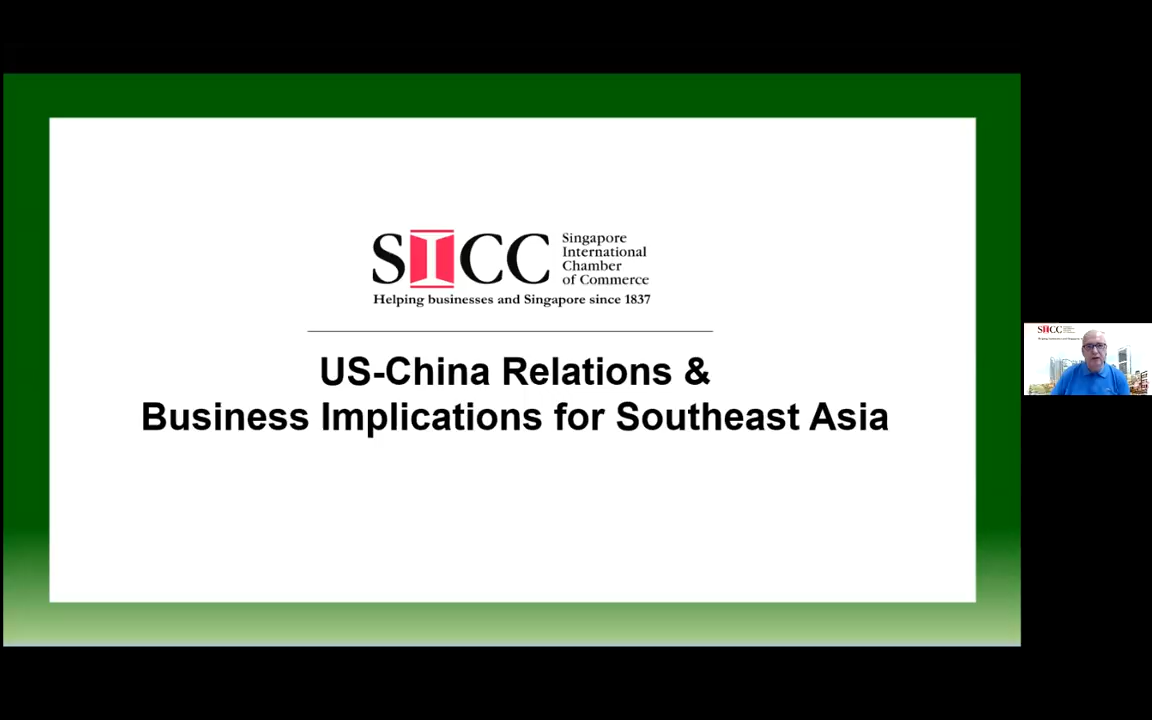 SICC
Singapore
International
Chamber
of Commerce
Helping businesses and Singapore since 1837
US-China Relations &
Business Implications for Southeast Asia
SICC